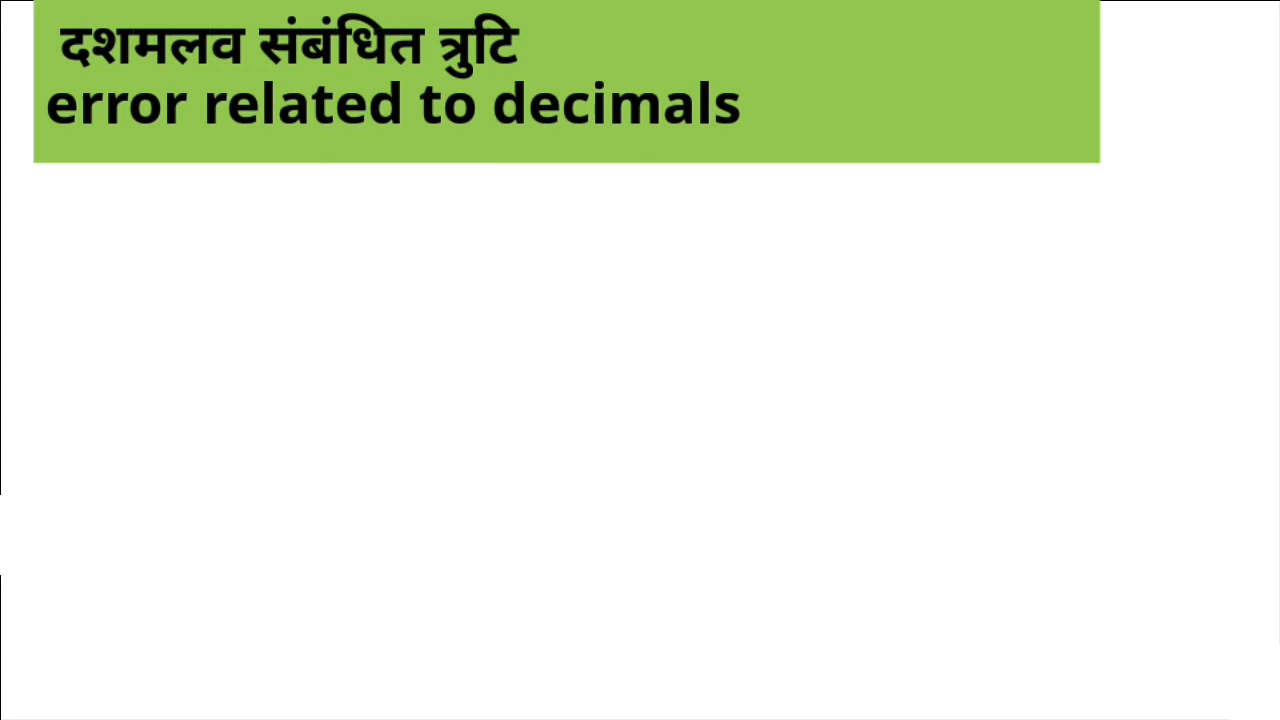 दशमलव संबंधित त्रुटि
error related to decimals